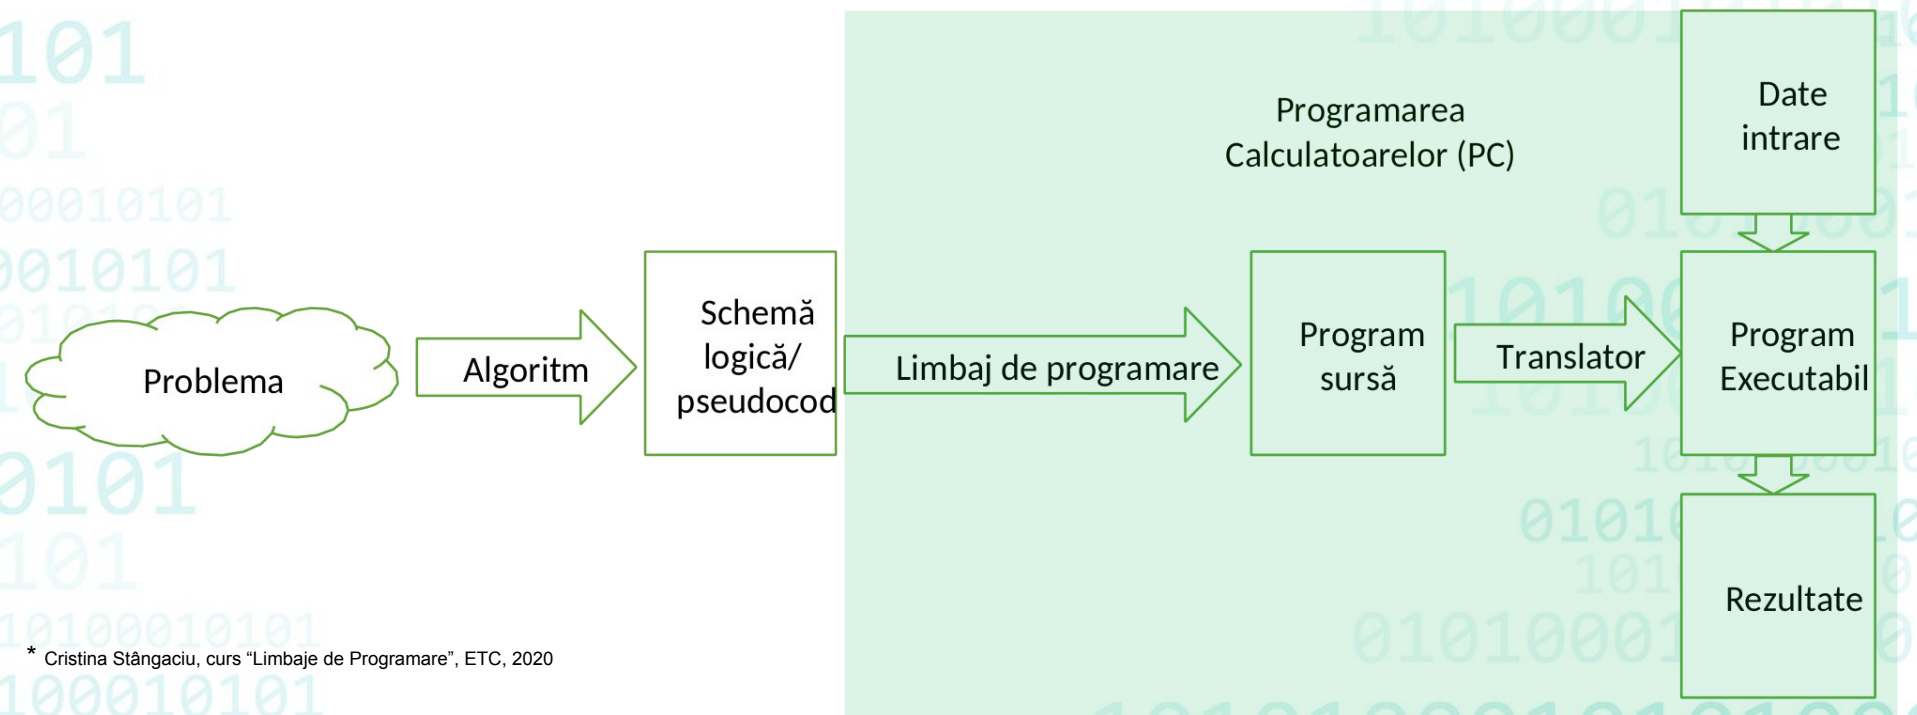 Problema
Algoritm
Schemă
logică/
pseudocod
Limbaj de programare
Programarea
Calculatoarelor (PC)
Program
sursă
Translator
Date
intrare
Program
Executabil
Rezultate
* Cristina Stângaciu, curs “Limbaje de Programare”, ETC, 2020